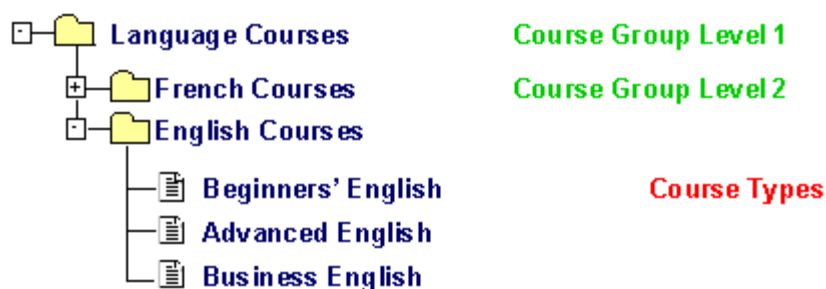 Language Courses Course Group Level 1
French Courses Course Group Level 2
English Courses
Beginners’ English Course Types
Advanced English
Business English